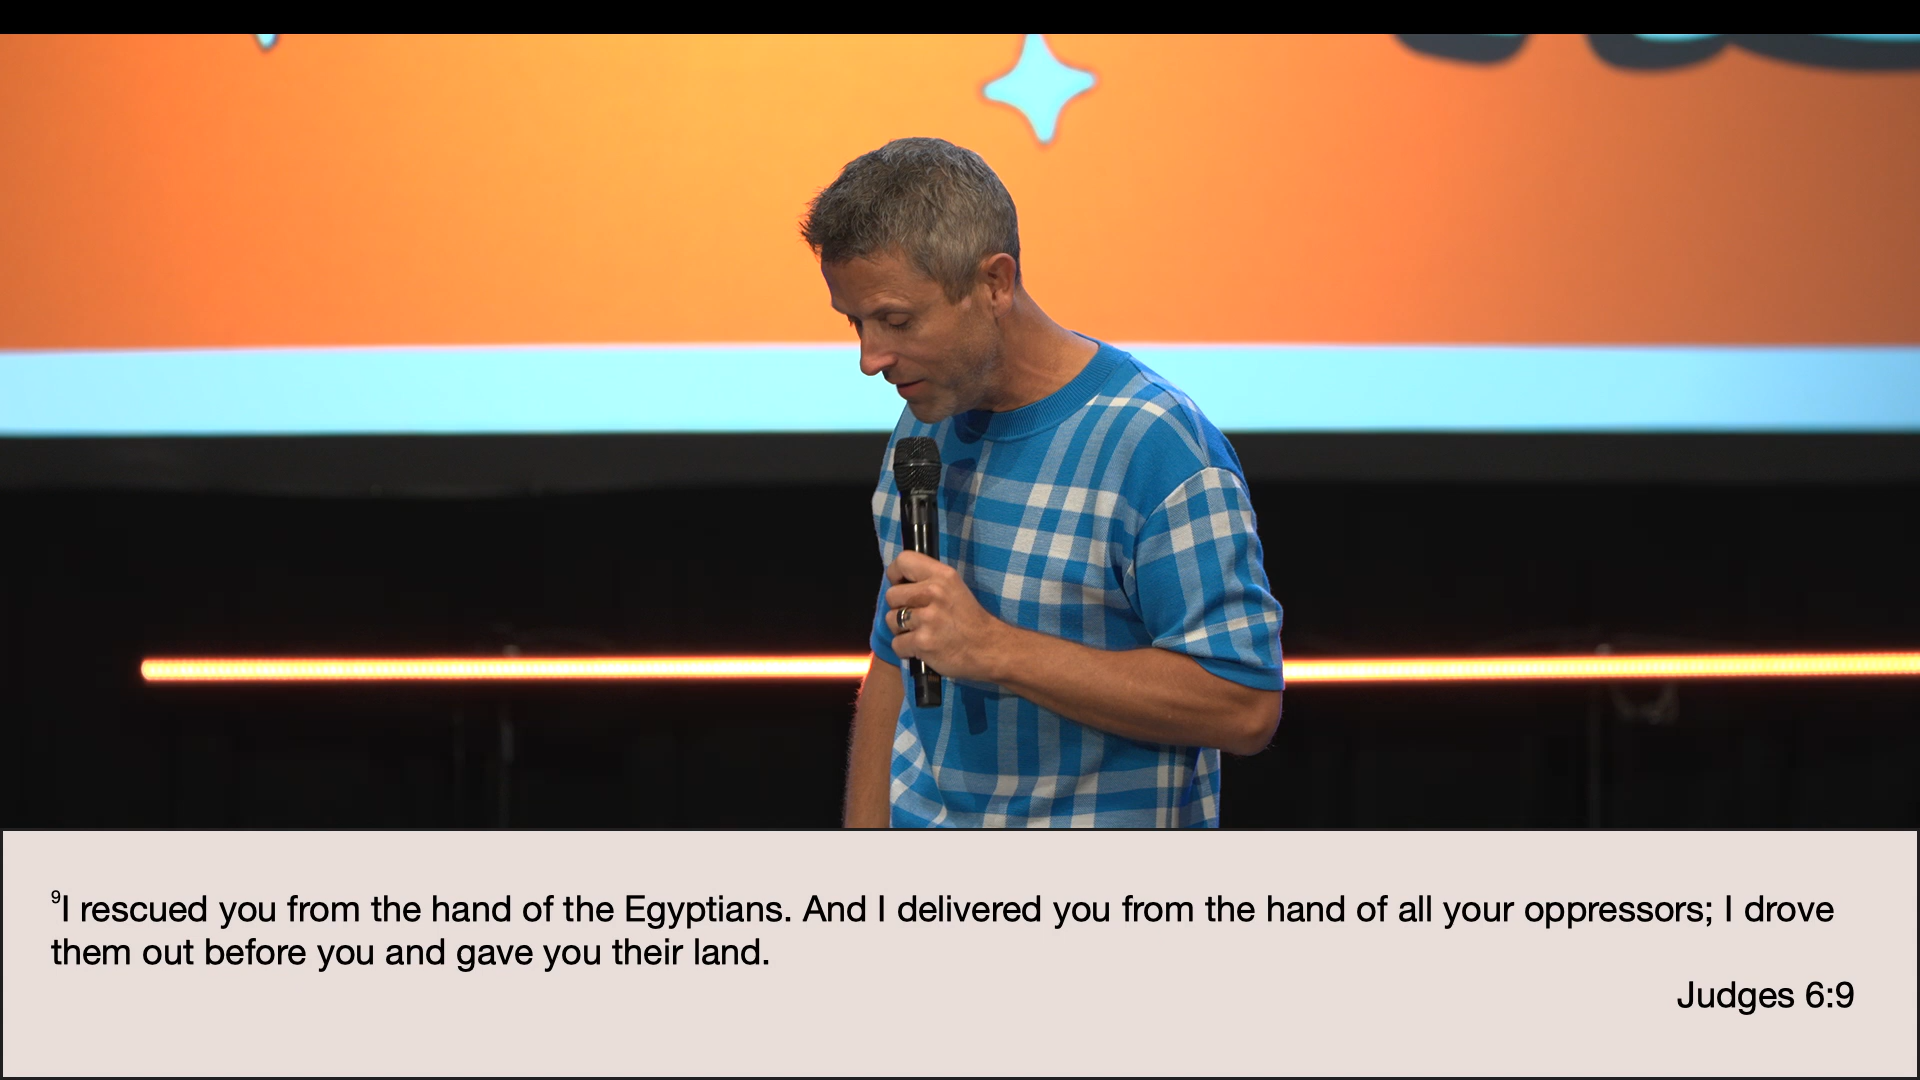 ⁹I rescued you from the hand of the Egyptians. And I delivered you from the hand of all your oppressors; I drove
them out before you and gave you their land.
Judges 6:9